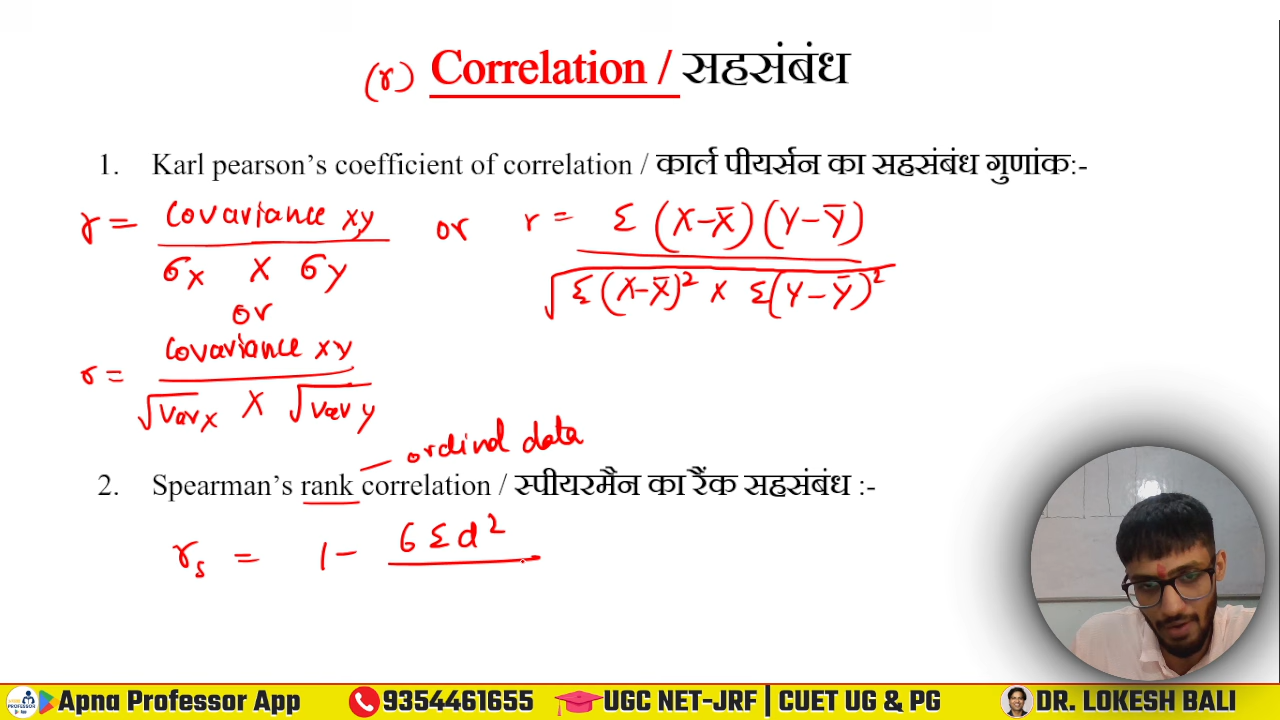 (r) Correlation / सहसंबंध
1. Karl pearson's coefficient of correlation / कार्ल पीयर्सन का सहसंबंध गुणांक:-
r = Covariance xy / σx × σy or r = Σ (X-X̄)(Y-Ȳ) / √Σ(X-X̄)² × Σ(Y-Ȳ)²
or
r = Covariance xy / √Var x × √Var y
– ordinal data
2. Spearman's rank correlation / स्पीयरमैन का रैंक सहसंबंध :-
rs = 1 - 6Σd²
Apna Professor App 9354461655 UGC NET-JRF | CUET UG & PG DR. LOKESH BALI